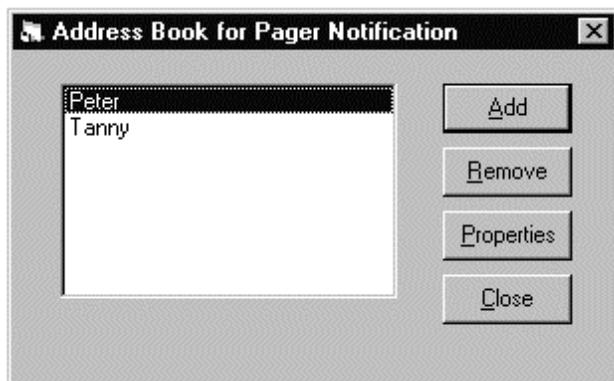 Address Book for Pager Notification
Peter
Tanny
Add
Remove
Properties
Close